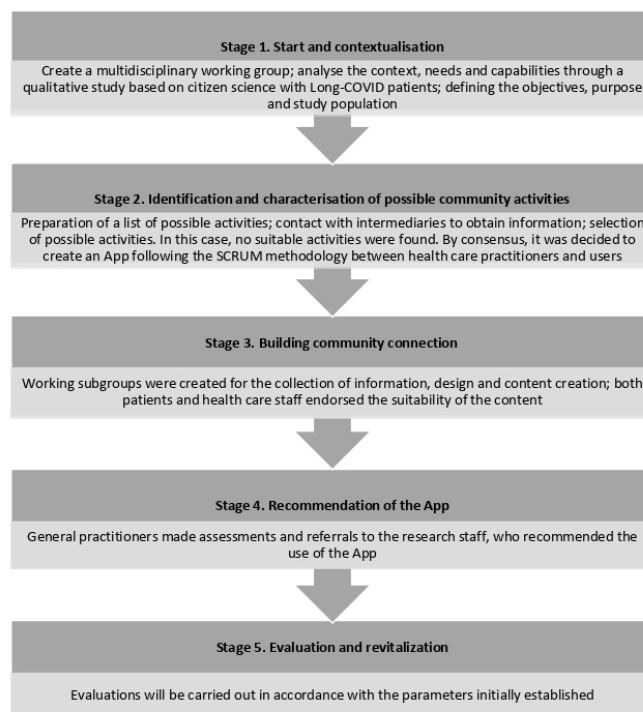 Stage 1. Start and contextualisation
Create a multidisciplinary working group; analyse the context, needs and capabilities through a
qualitative study based on citizen science with Long-COVID patients; defining the objectives, purpose
and study population
Stage 2. Identification and characterisation of possible community activities
Preparation of a list of possible activities; contact with intermediaries to obtain information; selection
of possible activities. In this case, no suitable activities were found. By consensus, it was decided to
create an App following the SCRUM methodology between health care practitioners and users
Stage 3. Building community connection
Working subgroups were created for the collection of information, design and content creation; both
patients and health care staff endorsed the suitability of the content
Stage 4. Recommendation of the App
General practitioners made assessments and referrals to the research staff, who recommended the
use of the App
Stage 5. Evaluation and revitalization
Evaluations will be carried out in accordance with the parameters initially established